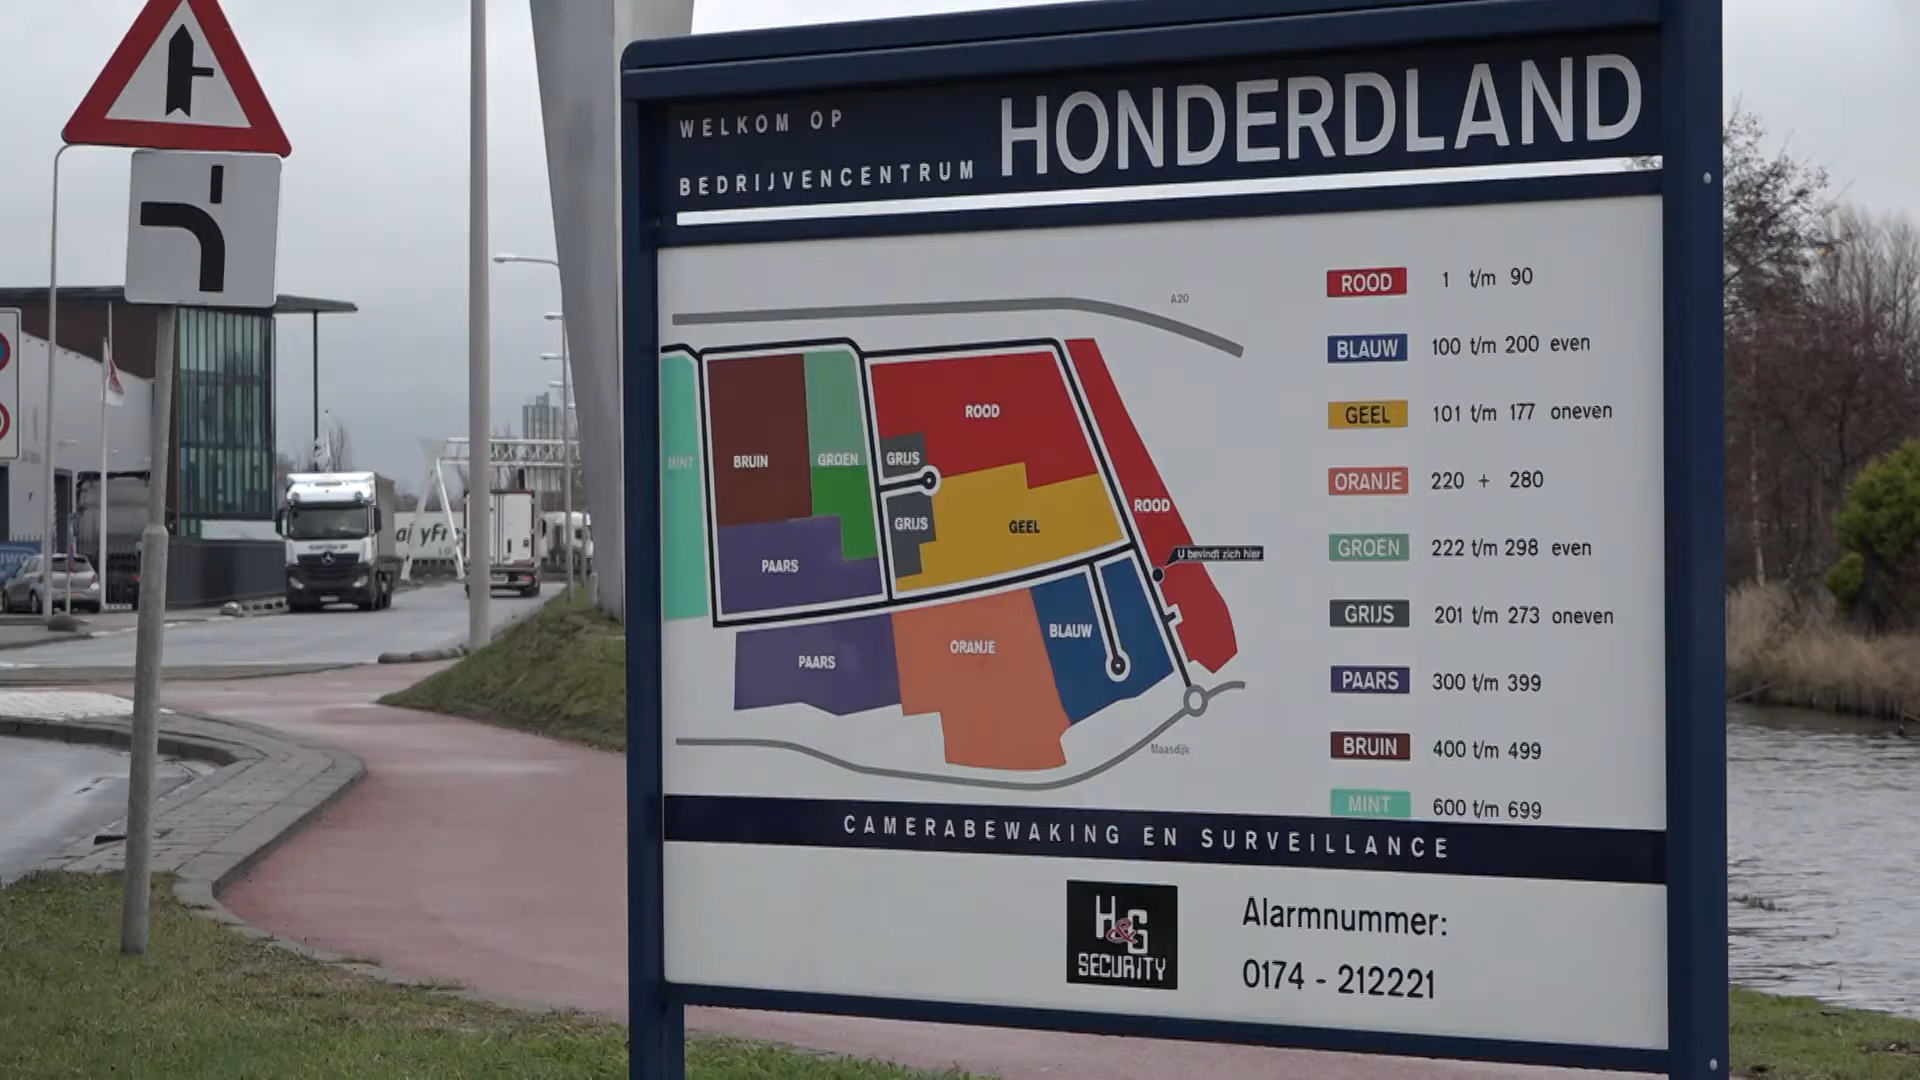 WELKOM OP
BEDRIJVENCENTRUM HONDERDLAND
A20
MINT
BRUIN
GROEN
PAARS
PAARS
ROOD
GRIJS
GRIJS
GEEL
ROOD
U bevindt zich hier
ORANJE
BLAUW
Maasdijk
ROOD 1 t/m 90
BLAUW 100 t/m 200 even
GEEL 101 t/m 177 oneven
ORANJE 220 + 280
GROEN 222 t/m 298 even
GRIJS 201 t/m 273 oneven
PAARS 300 t/m 399
BRUIN 400 t/m 499
MINT 600 t/m 699
CAMERABEWAKING EN SURVEILLANCE
H&G
SECURITY
Alarmnummer:
0174 - 212221